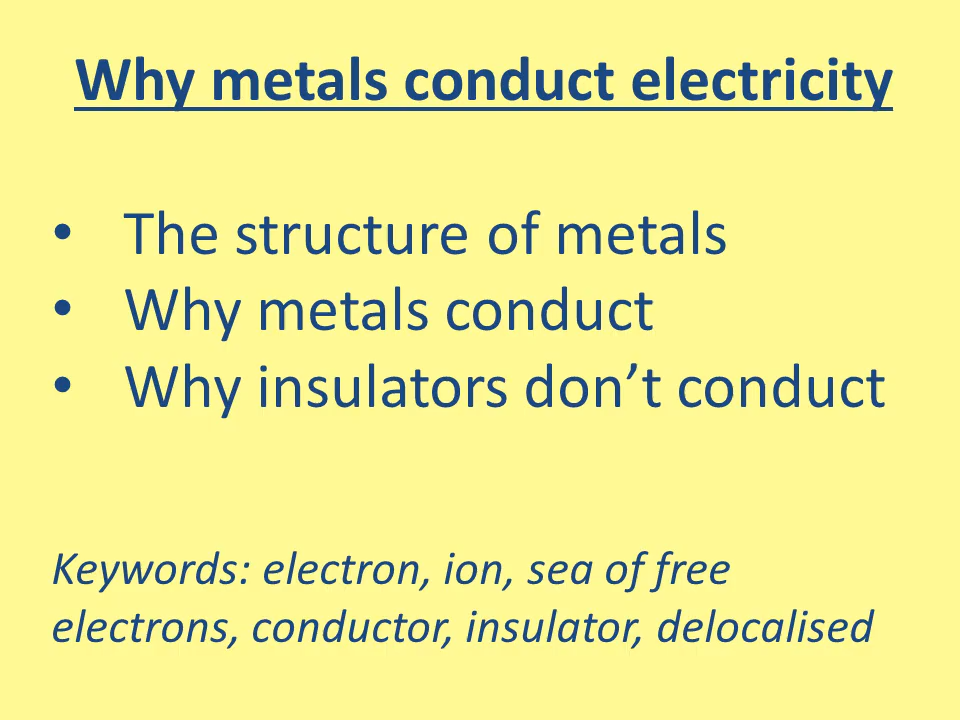 Why metals conduct electricity
• The structure of metals
• Why metals conduct
• Why insulators don’t conduct
Keywords: electron, ion, sea of free
electrons, conductor, insulator, delocalised